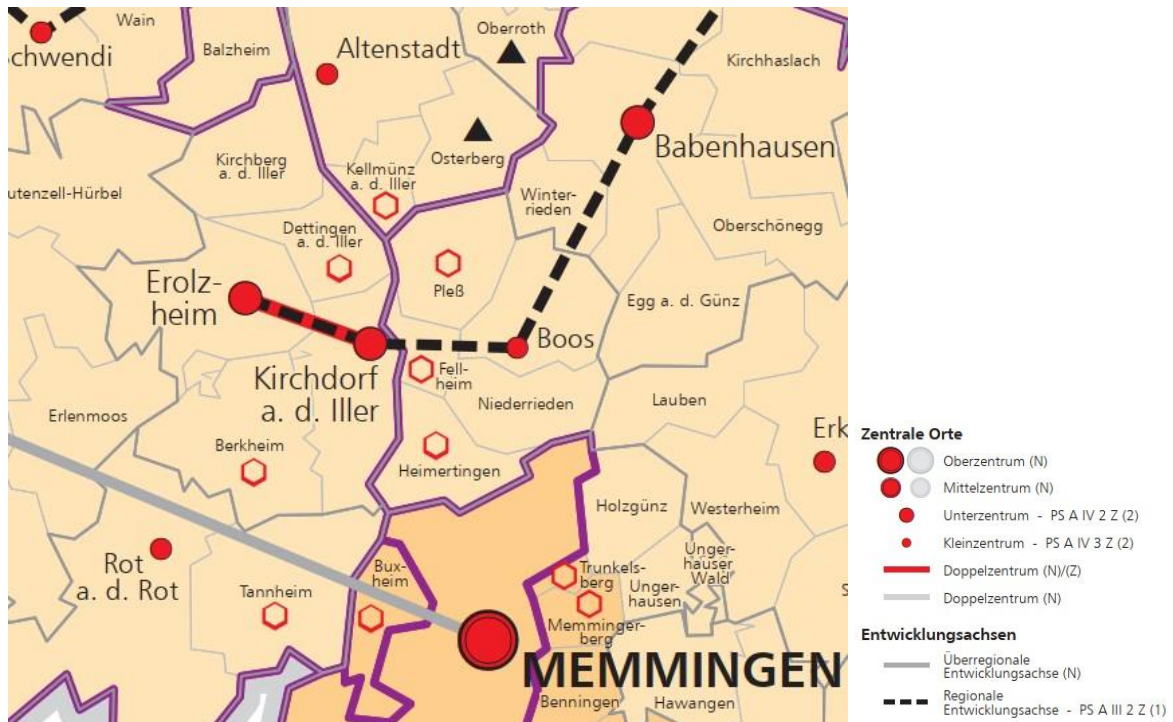 Wain
Oberroth
chwendi
Balzheim
Altenstadt
Kirchhaslach
Babenhausen
Kirchberg
a. d. Iller
Kellmünz
a. d. Iller
Osterberg
utenzell-Hürbel
Winter-
rieden
Oberschönegg
Dettingen
a. d. Iller
Erolz-
heim
Pleß
Egg a. d. Günz
Boos
Kirchdorf
a. d. Iller
Fell-
heim
Niederrieden
Lauben
Erlenmoos
Erk
Berkheim
Heimertingen
Holzgünz
Westerheim
Rot
a. d. Rot
Bux-
heim
Trunkels-
berg
Unger-
hausen
Unger-
häuser
Wald
Tannheim
Memminger-
berg
MEMMINGEN
Benningen
Hawangen
S
Zentrale Orte
Oberzentrum (N)
Mittelzentrum (N)
Unterzentrum - PS A IV 2 Z (2)
Kleinzentrum - PS A IV 3 Z (2)
Doppelzentrum (N)/(Z)
Doppelzentrum (N)
Entwicklungsachsen
Überregionale
Entwicklungsachse (N)
Regionale
Entwicklungsachse - PS A III 2 Z (1)